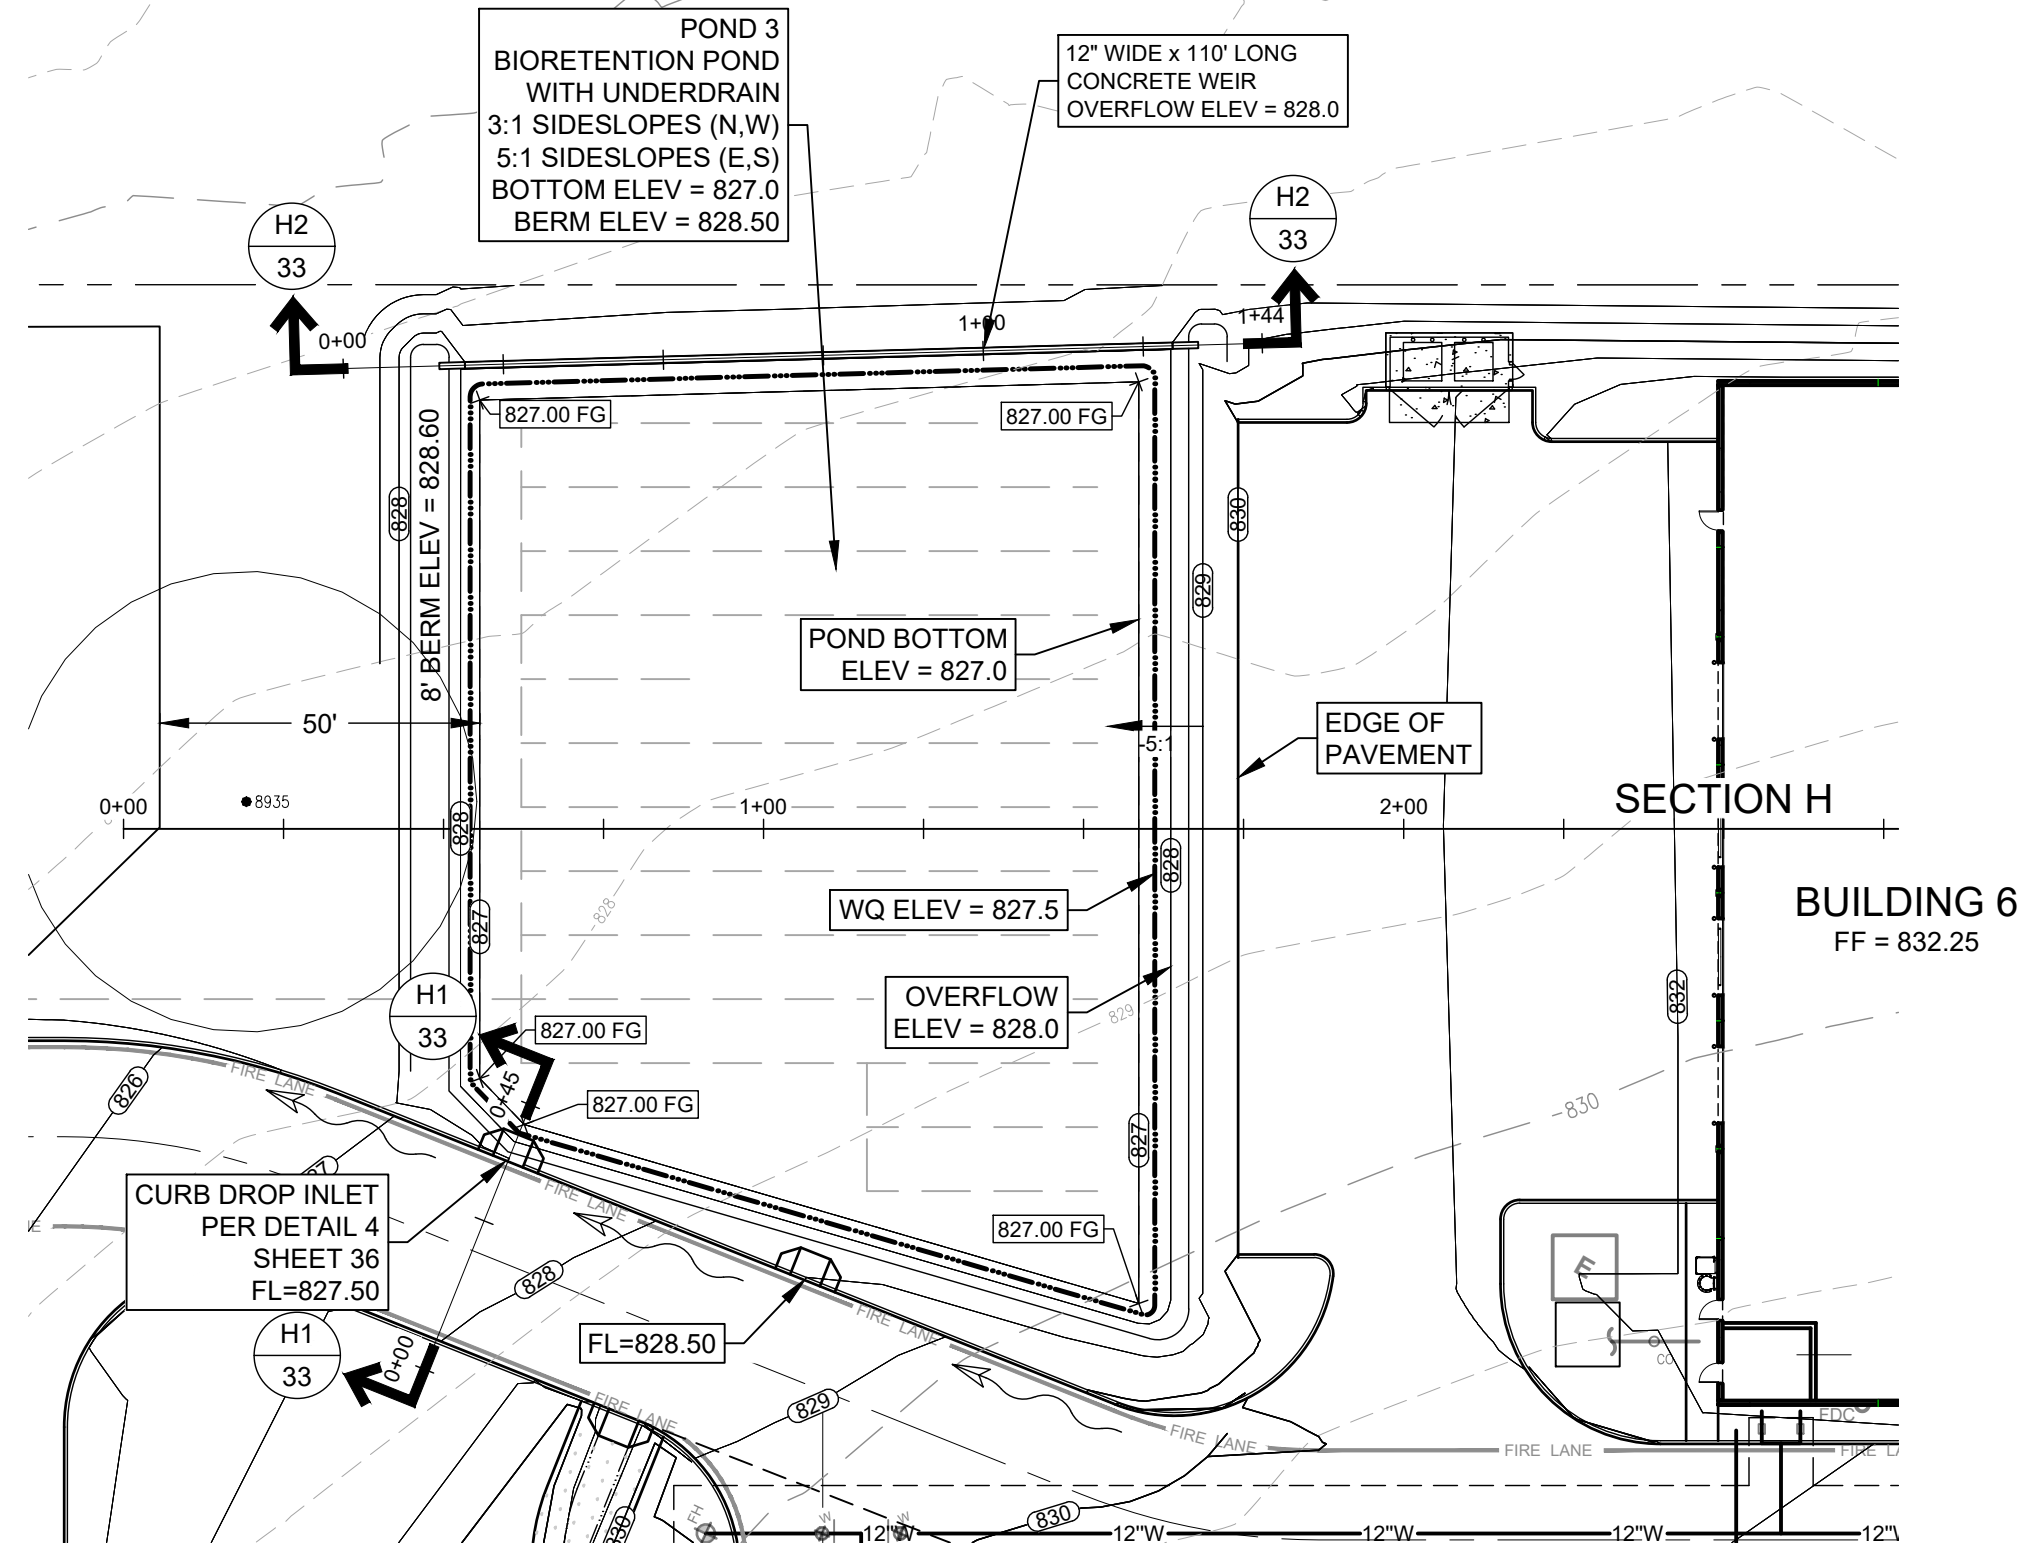 POND 3
BIORETENTION POND
WITH UNDERDRAIN
3:1 SIDESLOPES (N,W)
5:1 SIDESLOPES (E,S)
BOTTOM ELEV = 827.0
BERM ELEV = 828.50
12" WIDE x 110' LONG
CONCRETE WEIR
OVERFLOW ELEV = 828.0
H2
33
H2
33
0+00
1+00
1+44
827.00 FG
827.00 FG
8' BERM ELEV = 828.60
828
830
829
POND BOTTOM
ELEV = 827.0
50'
-5:1
EDGE OF
PAVEMENT
0+00
8935
1+00
2+00
SECTION H
828
828
BUILDING 6
FF = 832.25
WQ ELEV = 827.5
828
827
OVERFLOW
ELEV = 828.0
829
832
H1
33
827.00 FG
0+45
827.00 FG
830
826
FIRE LANE
827
CURB DROP INLET
PER DETAIL 4
SHEET 36
FL=827.50
FIRE LANE
827.00 FG
828
E
FL=828.50
FIRE LANE
H1
33
0+00
CO
FIRE LANE
829
FIRE LANE
FDC
FIRE LANE
FIRE LA
FH
W
W
830
830
12"W
12"W
12"W
12"W
12"W